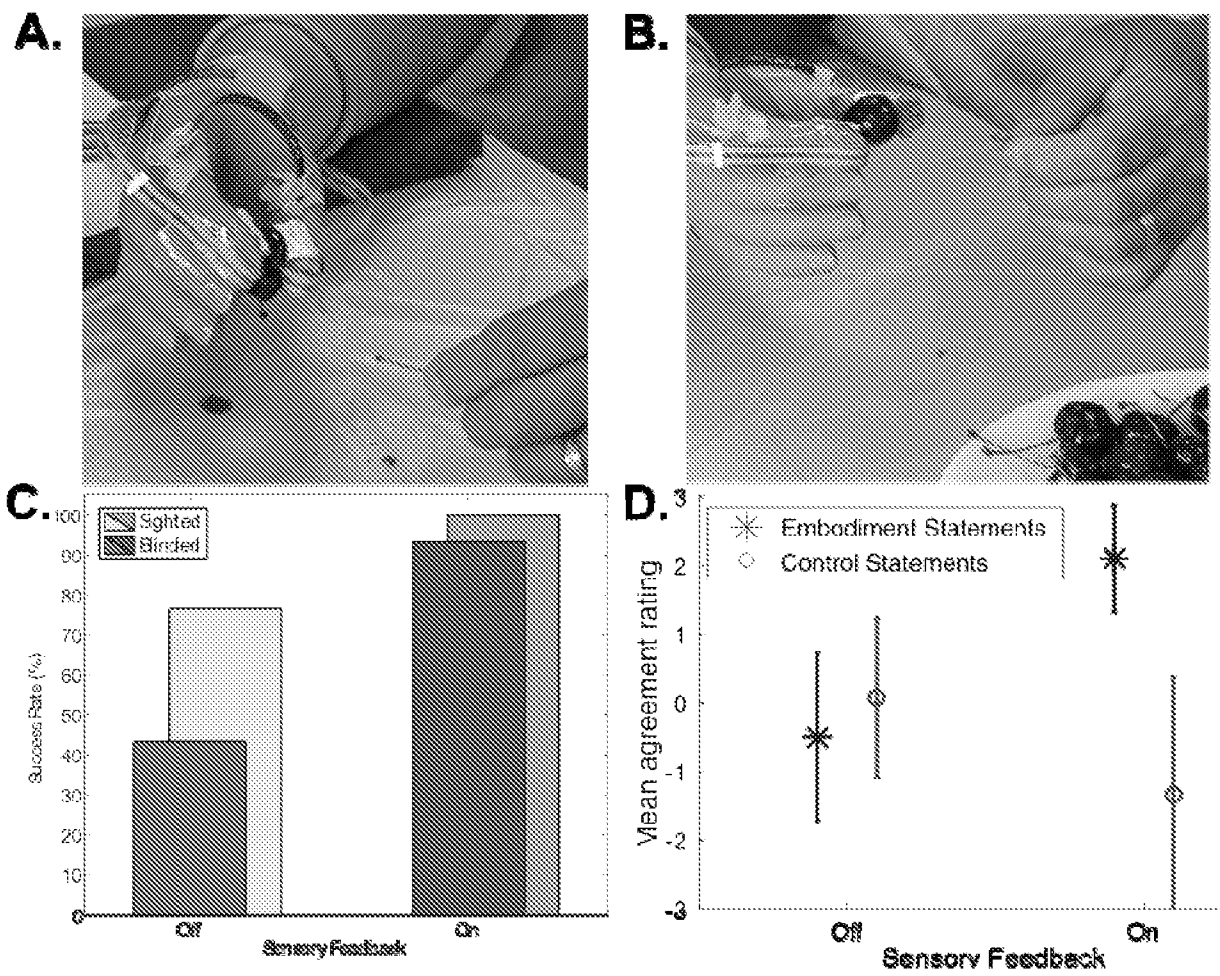 A.
B.
C.
100
90
80
70
60
50
40
30
20
10
0
Success Rate (%)
Sighted
Blinded
Off
On
Sensory Feedback
D.
3
2
1
0
-1
-2
-3
Mean agreement rating
Embodiment Statements
Control Statements
Off
On
Sensory Feedback